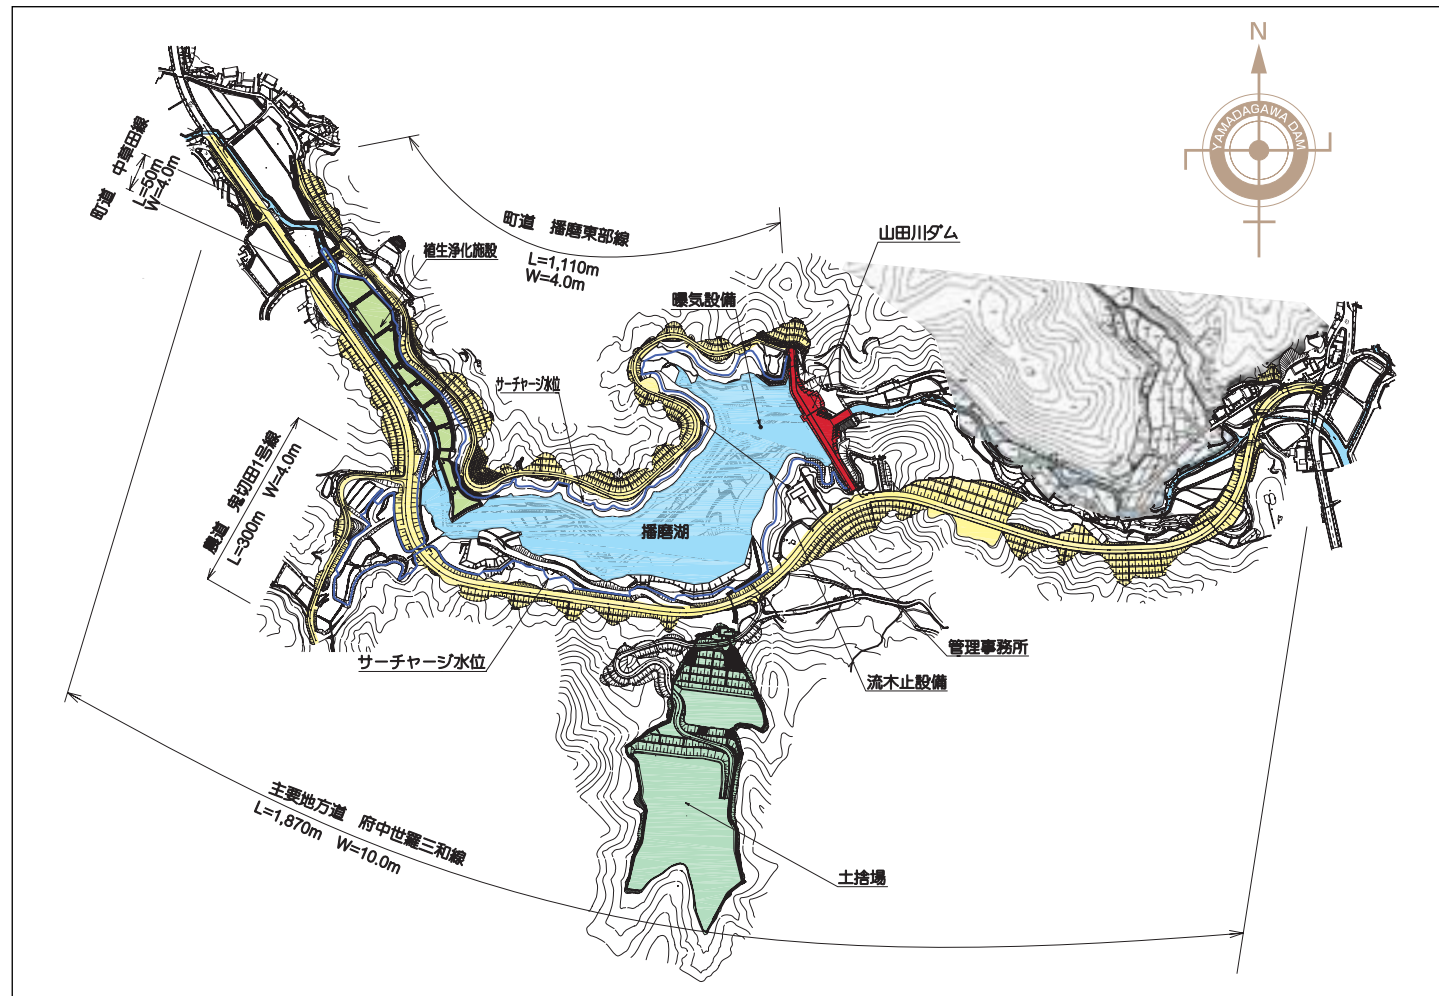 N
YAMADAGAWA DAM
町道　中草田線
L=50m
W=4.0m
町道　播磨東部線
L=1,110m
W=4.0m
山田川ダム
植生浄化施設
曝気設備
サーチャージ水位
農道　鬼切田1号線
L=300m　W=4.0m
播磨湖
サーチャージ水位
管理事務所
流木止設備
主要地方道　府中世羅三和線
L=1,870m　W=10.0m
土捨場